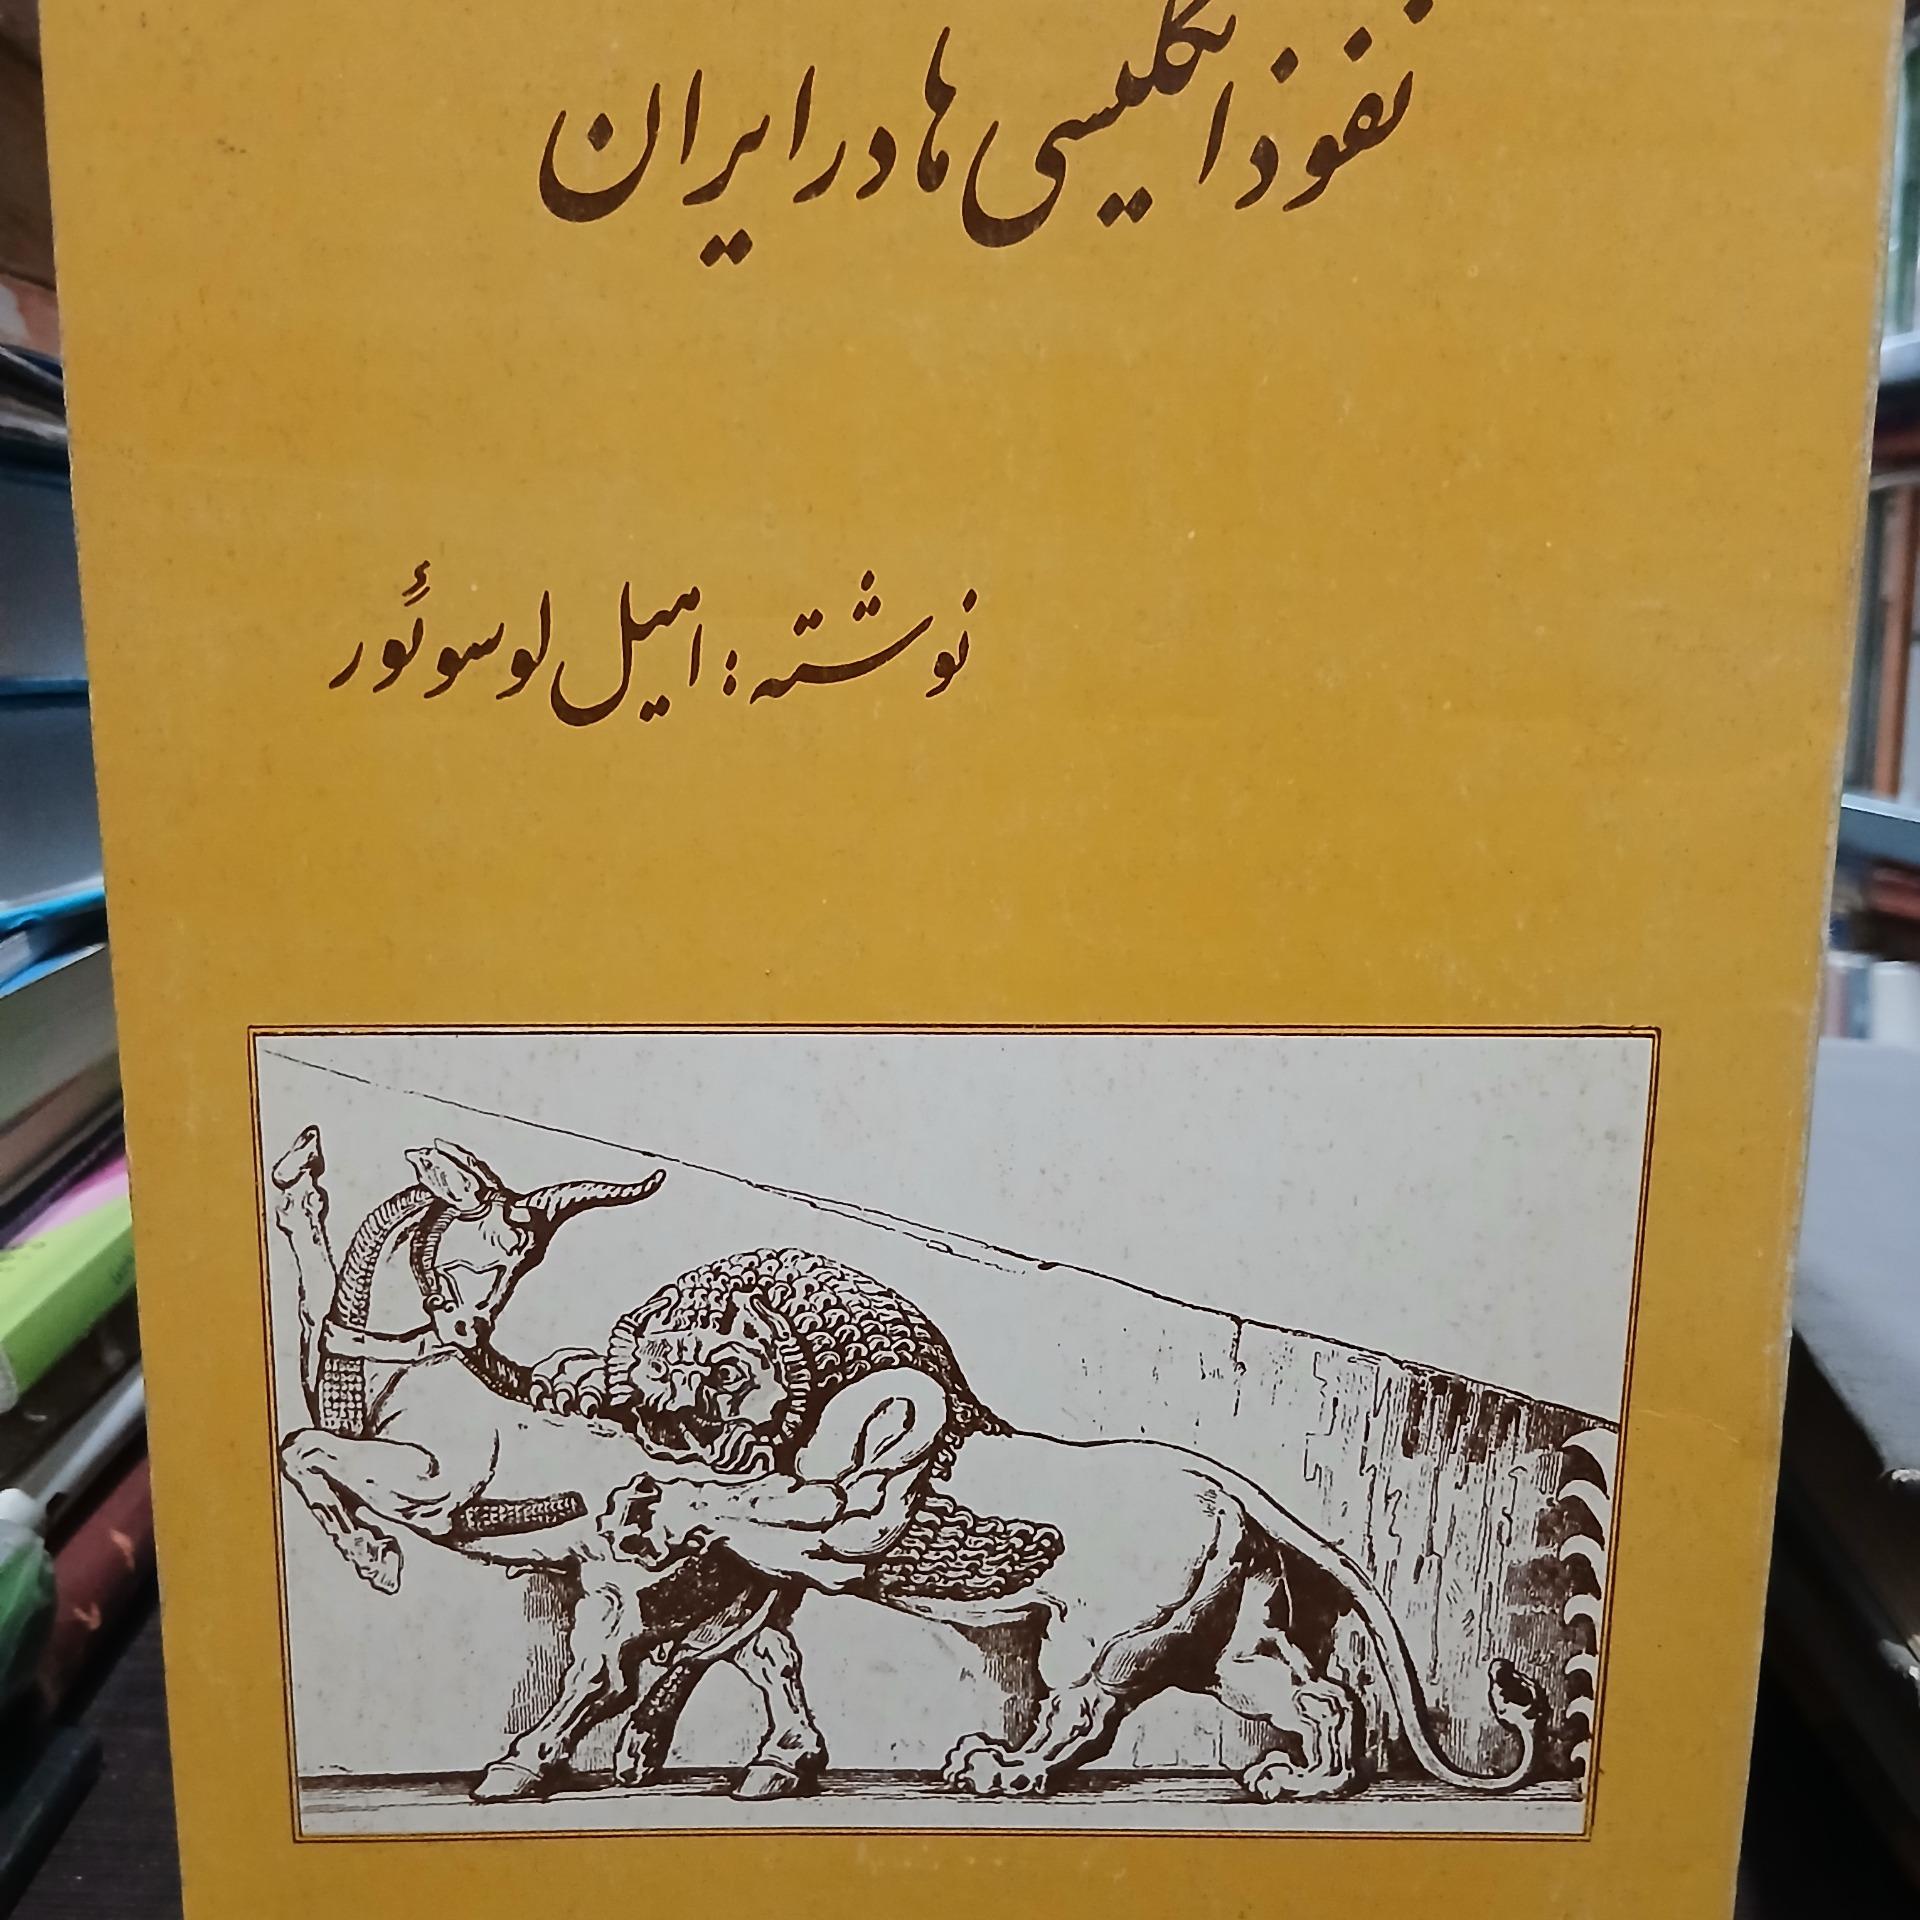 نفوذ انگلیسی ها در ایران
نوشته : امیل لوسوئور